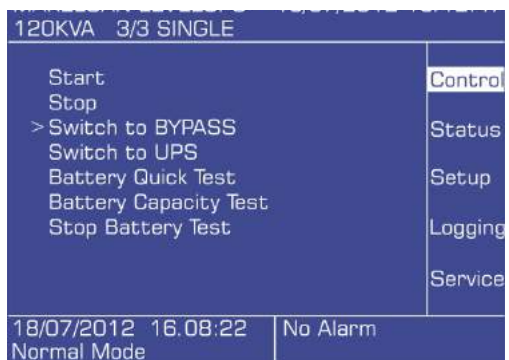 120KVA 3/3 SINGLE
Start
Stop
> Switch to BYPASS
Switch to UPS
Battery Quick Test
Battery Capacity Test
Stop Battery Test
Control
Status
Setup
Logging
Service
18/07/2012 16.08:22
No Alarm
Normal Mode